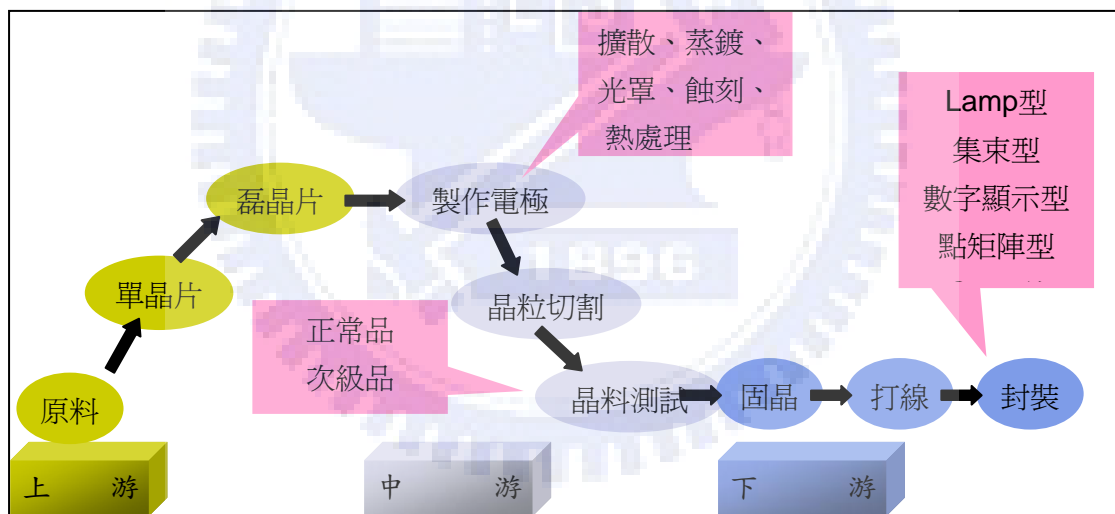 擴散、蒸鍍、
光罩、蝕刻、
熱處理
Lamp型
集束型
數字顯示型
點矩陣型
磊晶片
製作電極
單晶片
晶粒切割
正常品
次級品
原料
晶料測試
固晶
打線
封裝
上 游
中 游
下 游
1896